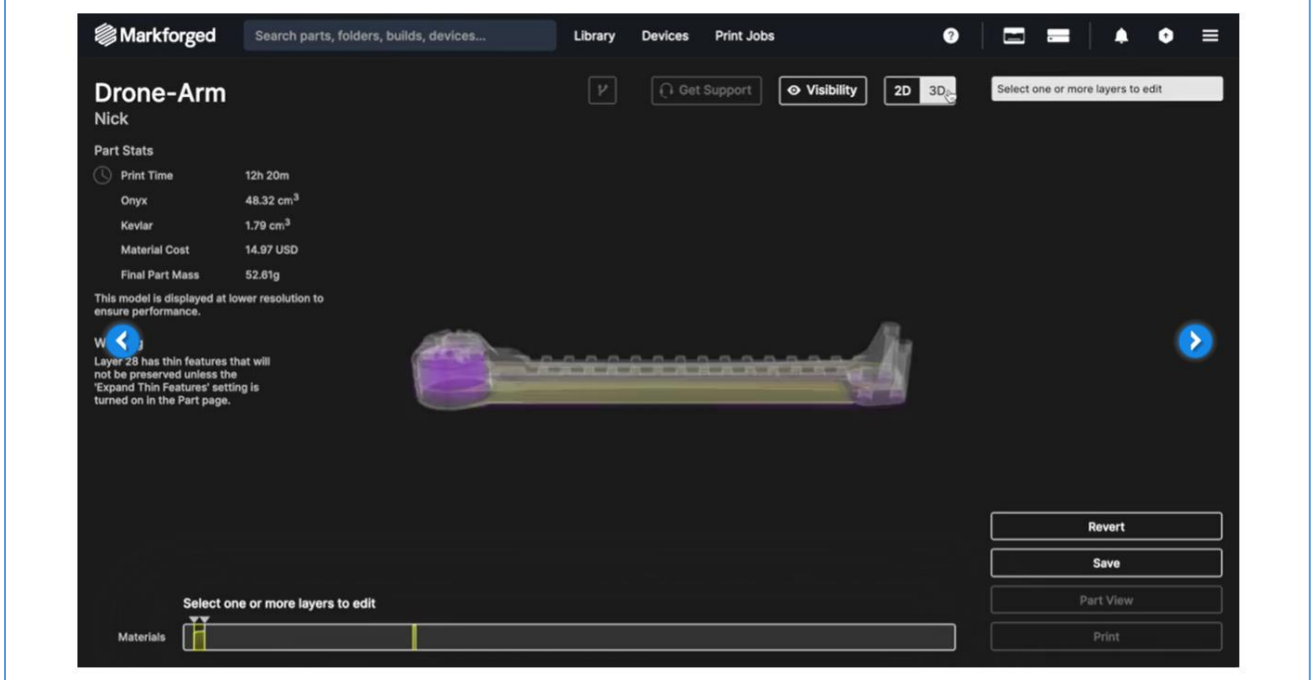 Markforged
Search parts, folders, builds, devices...
Library
Devices
Print Jobs
?
Drone-Arm
Nick
Get Support
Visibility
2D
3D
Select one or more layers to edit
Part Stats
Print Time 12h 20m
Onyx 48.32 cm³
Kevlar 1.79 cm³
Material Cost 14.97 USD
Final Part Mass 52.61g
This model is displayed at lower resolution to
ensure performance.
Layer 28 has thin features that will
not be preserved unless the
'Expand Thin Features' setting is
turned on in the Part page.
Revert
Save
Part View
Print
Select one or more layers to edit
Materials